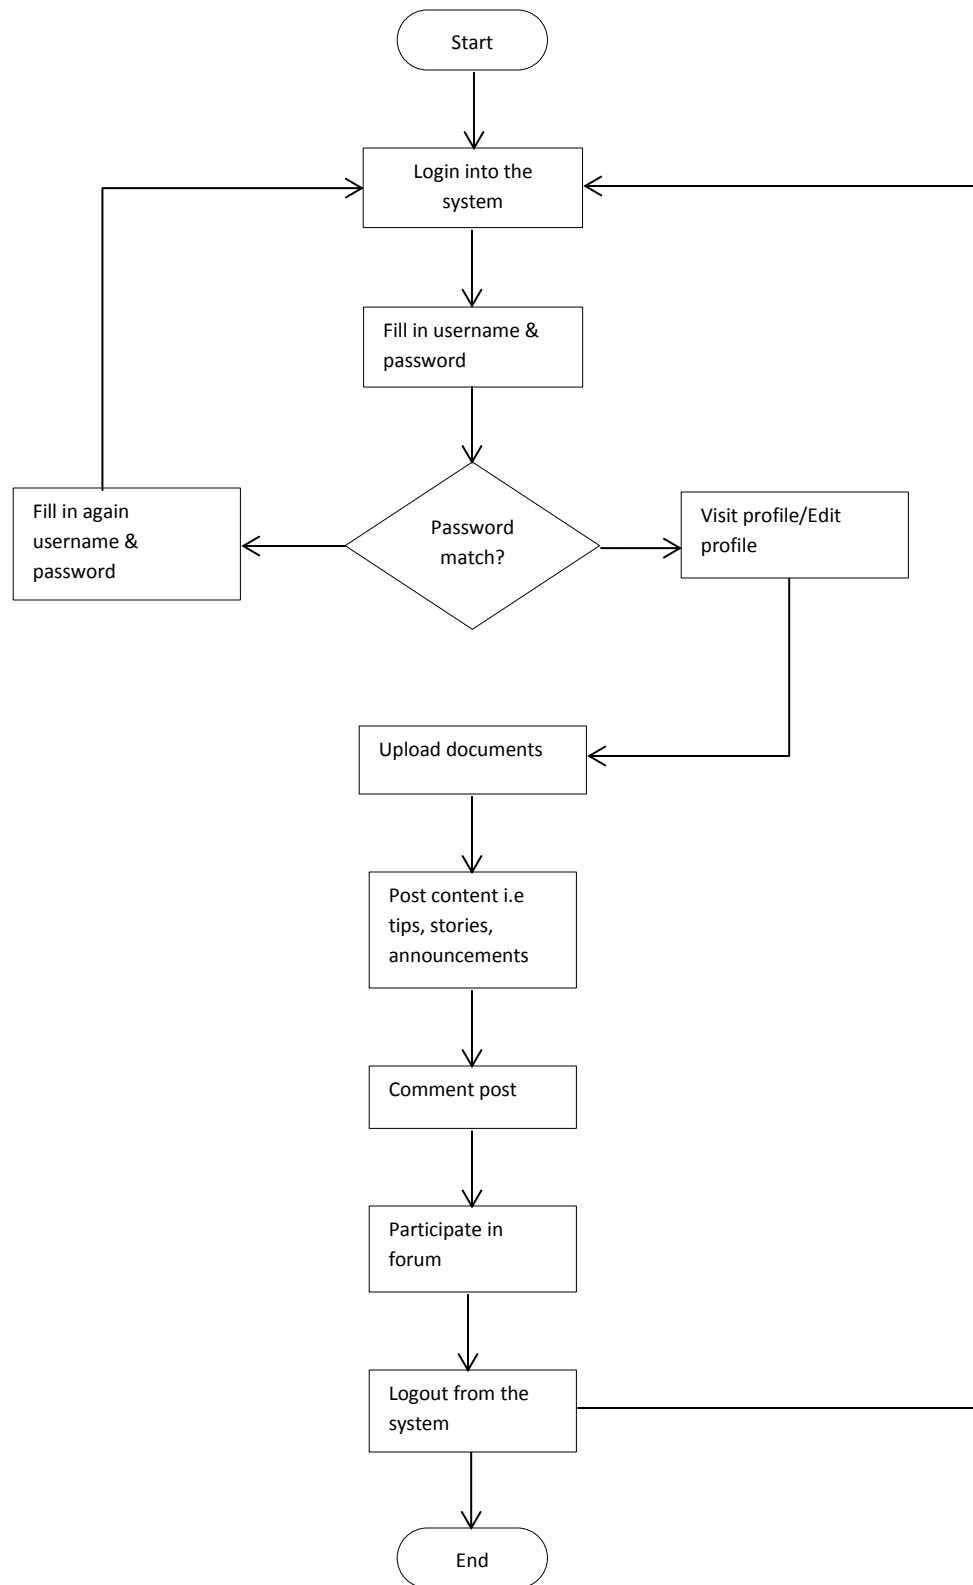 Start
Login into the
system
Fill in username &
password
Password
match?
Fill in again
username &
password
Visit profile/Edit
profile
Upload documents
Post content i.e
tips, stories,
announcements
Comment post
Participate in
forum
Logout from the
system
End